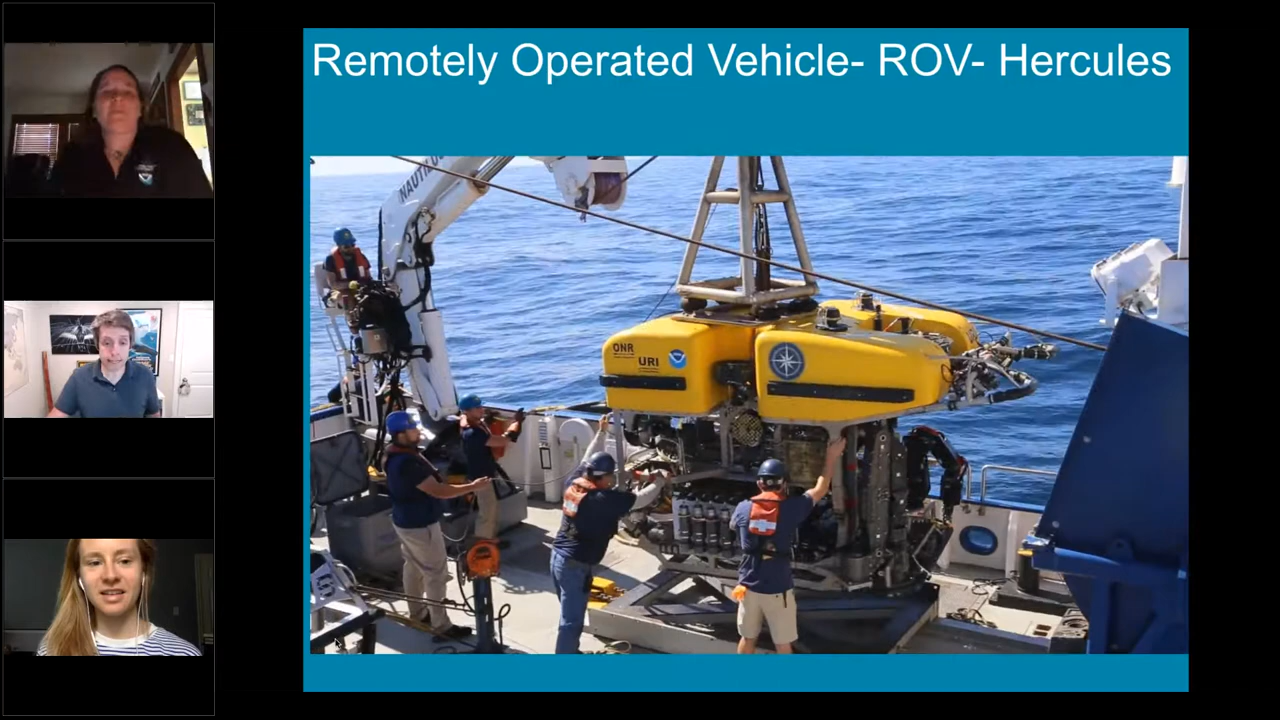 Remotely Operated Vehicle- ROV- Hercules
NAUTILUS
ONR
URI